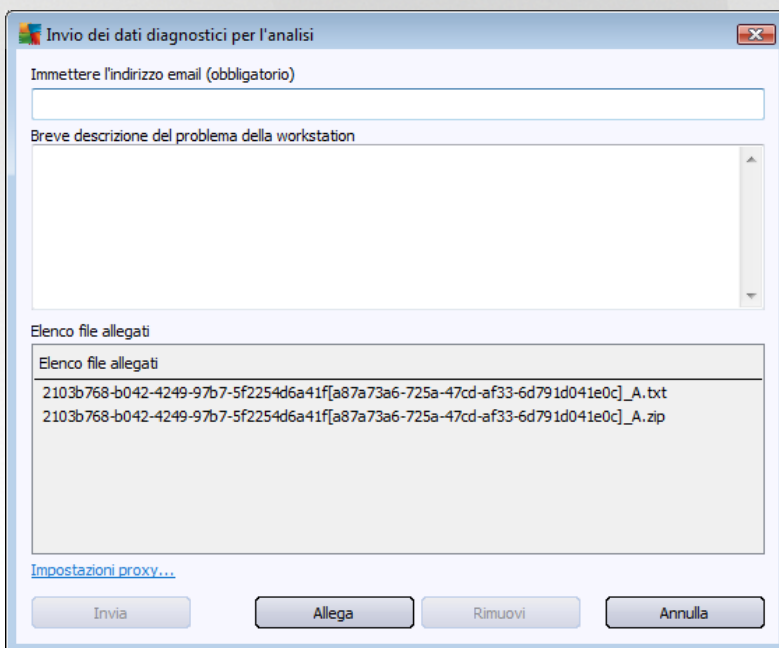 Invio dei dati diagnostici per l'analisi
Immettere l'indirizzo email (obbligatorio)
Breve descrizione del problema della workstation
Elenco file allegati
Elenco file allegati
2103b768-b042-4249-97b7-5f2254d6a41f[a87a73a6-725a-47cd-af33-6d791d041e0c]_A.txt
2103b768-b042-4249-97b7-5f2254d6a41f[a87a73a6-725a-47cd-af33-6d791d041e0c]_A.zip
Impostazioni proxy...
Invia Allega Rimuovi Annulla